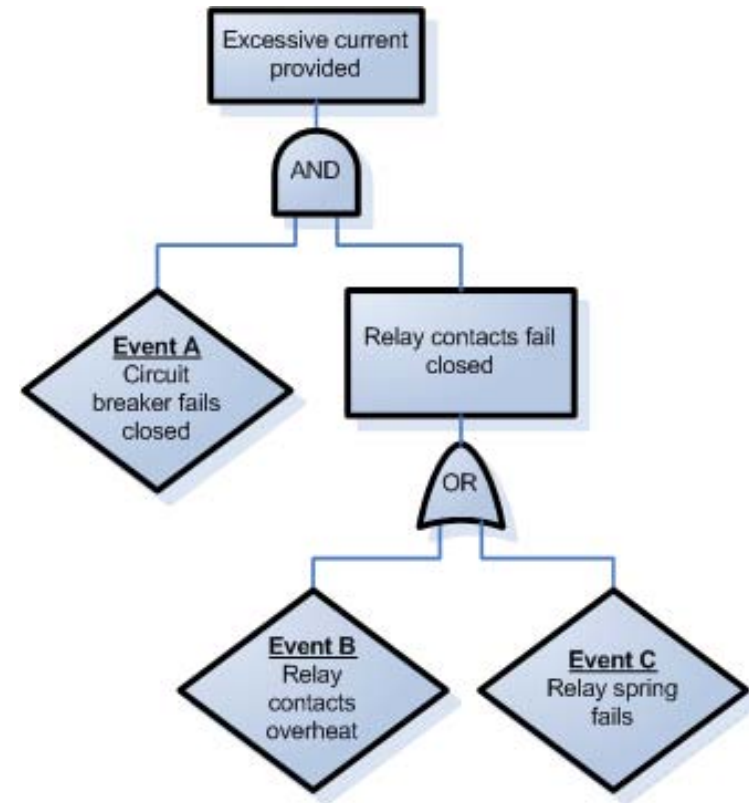 Excessive current
provided
AND
Event A
Circuit
breaker fails
closed
Relay contacts fail
closed
OR
Event B
Relay
contacts
overheat
Event C
Relay spring
fails